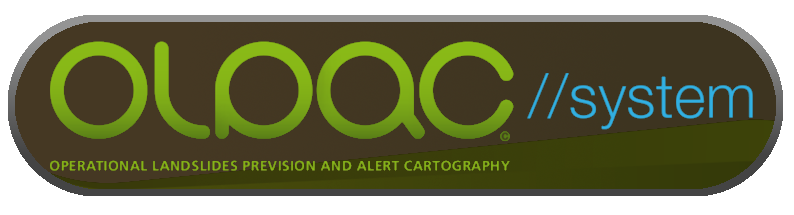 OLPAC© //system
OPERATIONAL LANDSLIDES PREVISION AND ALERT CARTOGRAPHY